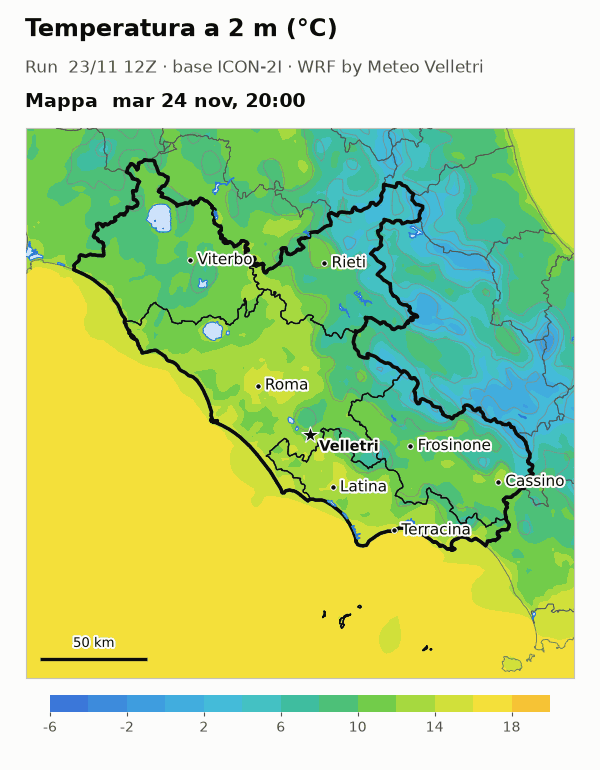 Temperatura a 2 m (°C)
Run  23/11 12Z · base ICON-2I · WRF by Meteo Velletri
Mappa  mar 24 nov, 20:00
Viterbo
Rieti
Roma
Velletri
Frosinone
Cassino
Latina
Terracina
50 km
-6 -2 2 6 10 14 18